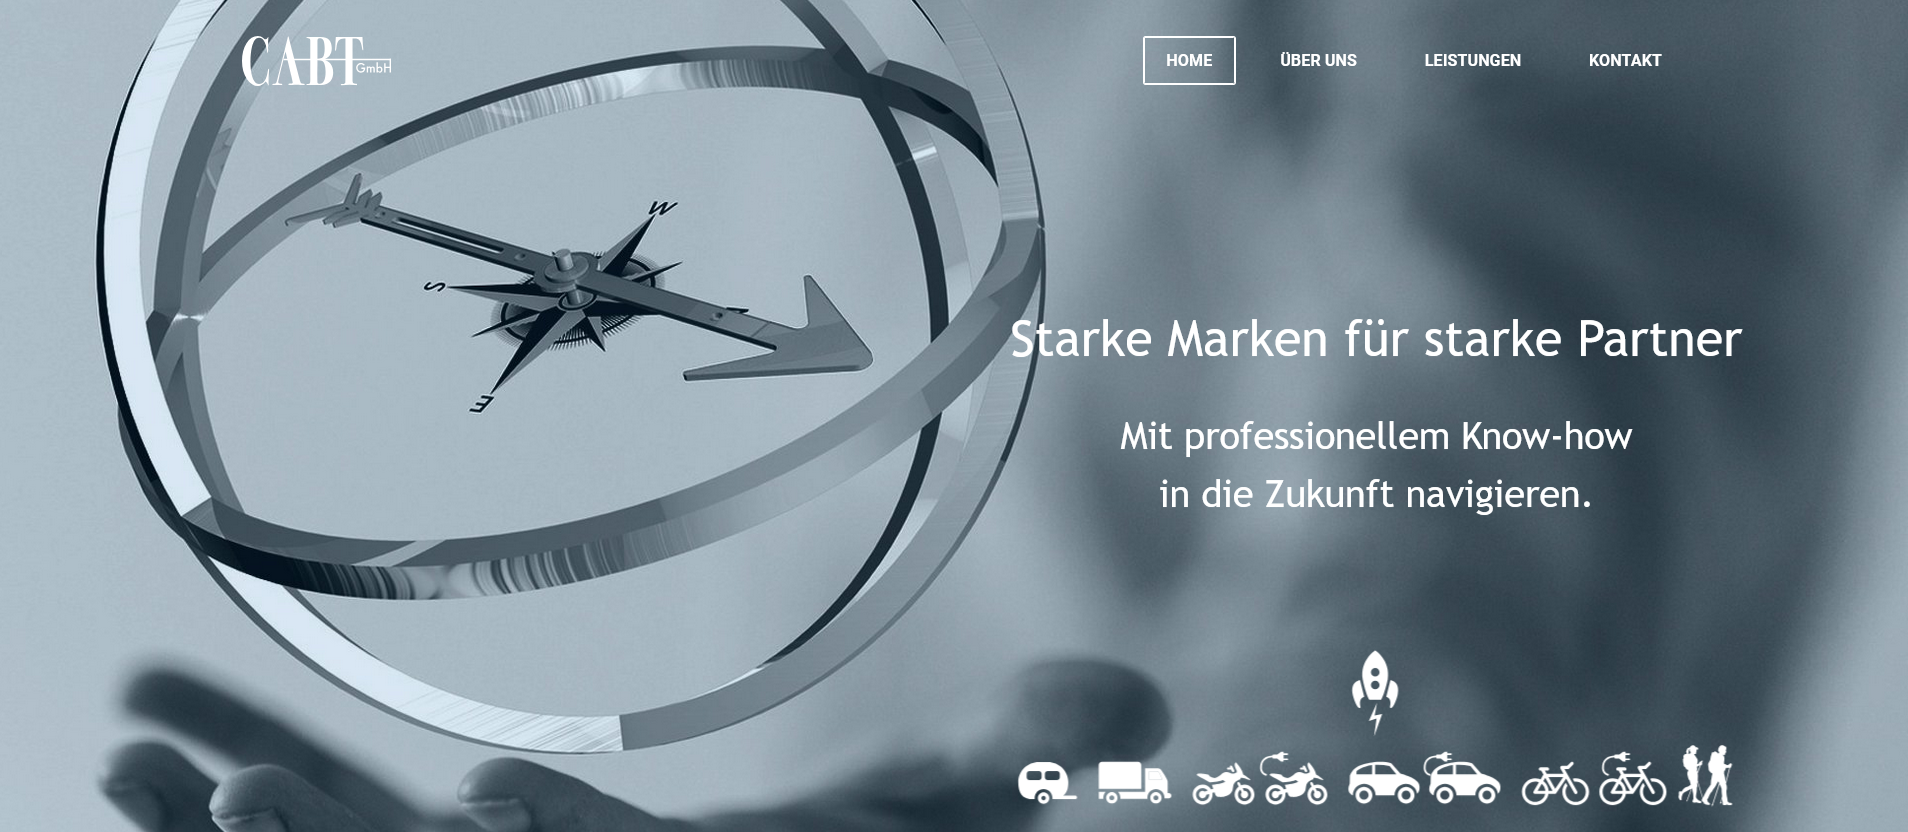 CABT
GmbH
HOME
ÜBER UNS
LEISTUNGEN
KONTAKT
W
S
E
Starke Marken für starke Partner
Mit professionellem Know-how
in die Zukunft navigieren.